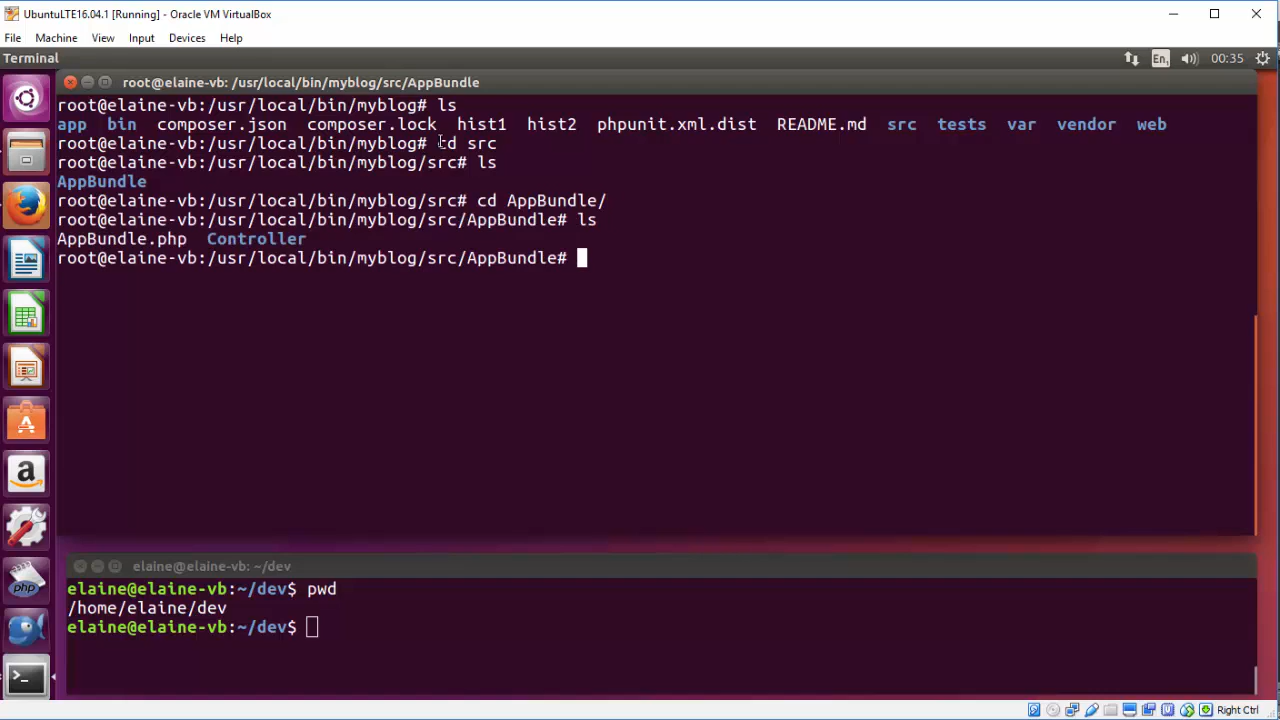 UbuntuLTE16.04.1 [Running] - Oracle VM VirtualBox
File Machine View Input Devices Help
Terminal
En
00:35
root@elaine-vb: /usr/local/bin/myblog/src/AppBundle
root@elaine-vb:/usr/local/bin/myblog# ls
app bin composer.json composer.lock hist1 hist2 phpunit.xml.dist README.md src tests var vendor web
root@elaine-vb:/usr/local/bin/myblog# cd src
root@elaine-vb:/usr/local/bin/myblog/src# ls
AppBundle
root@elaine-vb:/usr/local/bin/myblog/src# cd AppBundle/
root@elaine-vb:/usr/local/bin/myblog/src/AppBundle# ls
AppBundle.php Controller
root@elaine-vb:/usr/local/bin/myblog/src/AppBundle#
elaine@elaine-vb: ~/dev
elaine@elaine-vb:~/dev$ pwd
/home/elaine/dev
elaine@elaine-vb:~/dev$
php
Right Ctrl